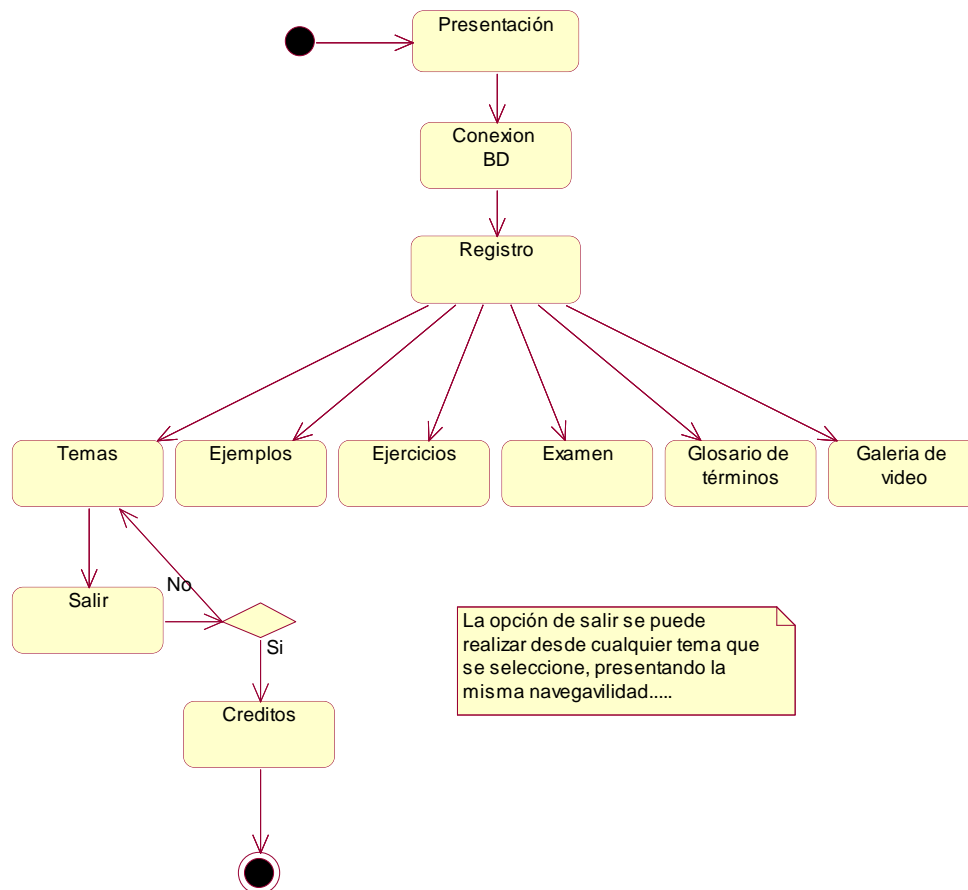 Presentación
Conexion
BD
Registro
Temas
Ejemplos
Ejercicios
Examen
Glosario de
términos
Galeria de
video
No
Salir
Si
La opción de salir se puede
realizar desde cualquier tema que
se seleccione, presentando la
misma navegavilidad.....
Creditos